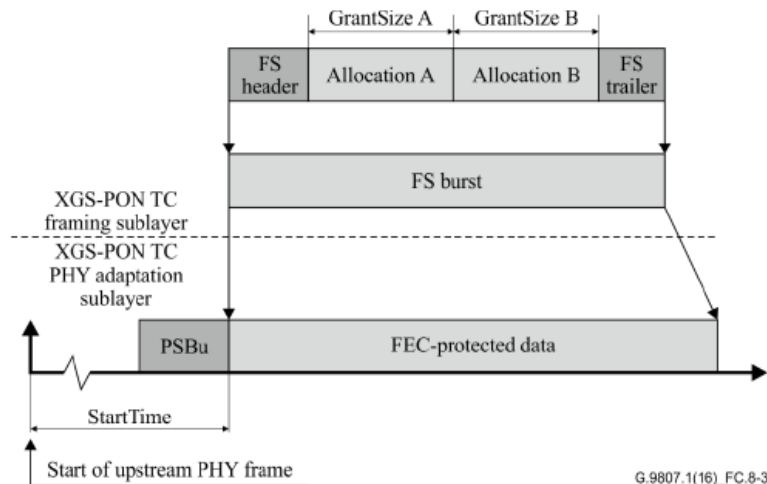 GrantSize A GrantSize B
FS header
Allocation A
Allocation B
FS trailer
FS burst
XGS-PON TC
framing sublayer
XGS-PON TC
PHY adaptation
sublayer
PSBu
FEC-protected data
StartTime
Start of upstream PHY frame
G.9807.1(16)_FC.8-3